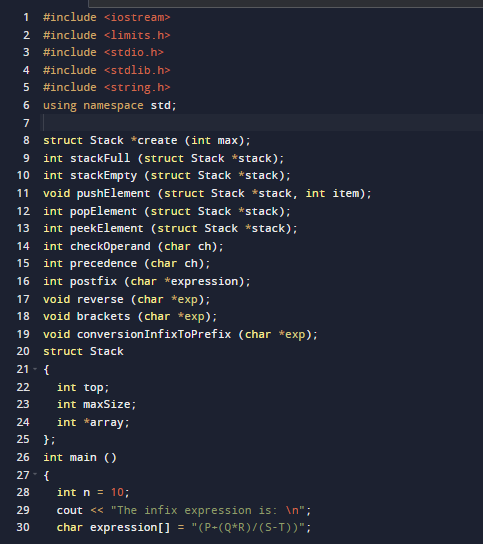 1 #include <iostream>
2 #include <limits.h>
3 #include <stdio.h>
4 #include <stdlib.h>
5 #include <string.h>
6 using namespace std;
7
8 struct Stack *create (int max);
9 int stackFull (struct Stack *stack);
10 int stackEmpty (struct Stack *stack);
11 void pushElement (struct Stack *stack, int item);
12 int popElement (struct Stack *stack);
13 int peekElement (struct Stack *stack);
14 int checkOperand (char ch);
15 int precedence (char ch);
16 int postfix (char *expression);
17 void reverse (char *exp);
18 void brackets (char *exp);
19 void conversionInfixToPrefix (char *exp);
20 struct Stack
21 {
22   int top;
23   int maxSize;
24   int *array;
25 };
26 int main ()
27 {
28   int n = 10;
29   cout << "The infix expression is: \n";
30   char expression[] = "(P+(Q*R)/(S-T))";